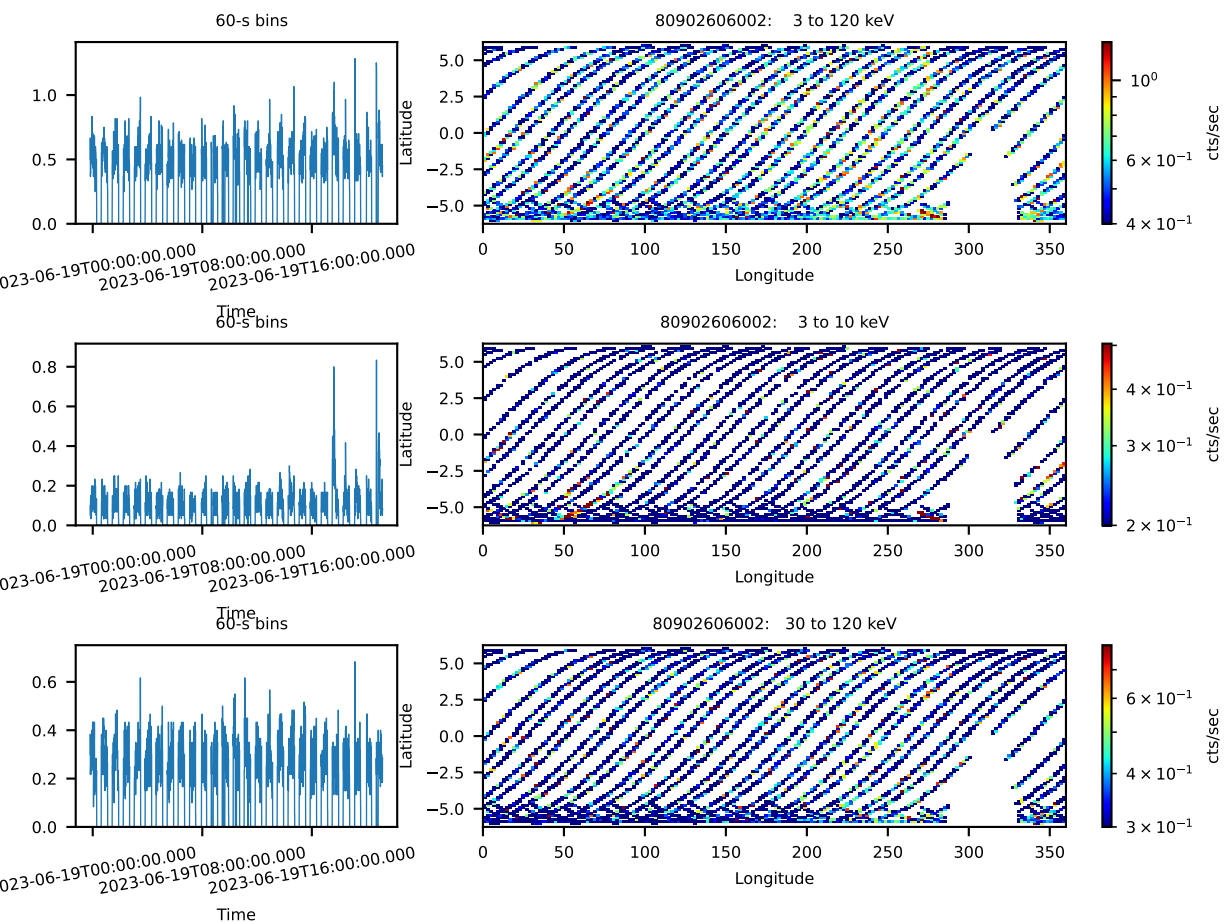 60-s bins
80902606002:    3 to 120 keV
1.0
0.5
0.0
023-06-19T00:00:00.000
2023-06-19T08:00:00.000
2023-06-19T16:00:00.000
Time
Latitude
5.0
2.5
0.0
−2.5
−5.0
0 50 100 150 200 250 300 350
Longitude
10⁰
6 × 10⁻¹
4 × 10⁻¹
cts/sec
60-s bins
80902606002:    3 to 10 keV
0.8
0.6
0.4
0.2
0.0
023-06-19T00:00:00.000
2023-06-19T08:00:00.000
2023-06-19T16:00:00.000
Time
Latitude
5.0
2.5
0.0
−2.5
−5.0
0 50 100 150 200 250 300 350
Longitude
4 × 10⁻¹
3 × 10⁻¹
2 × 10⁻¹
cts/sec
60-s bins
80902606002:   30 to 120 keV
0.6
0.4
0.2
0.0
023-06-19T00:00:00.000
2023-06-19T08:00:00.000
2023-06-19T16:00:00.000
Time
Latitude
5.0
2.5
0.0
−2.5
−5.0
0 50 100 150 200 250 300 350
Longitude
6 × 10⁻¹
4 × 10⁻¹
3 × 10⁻¹
cts/sec